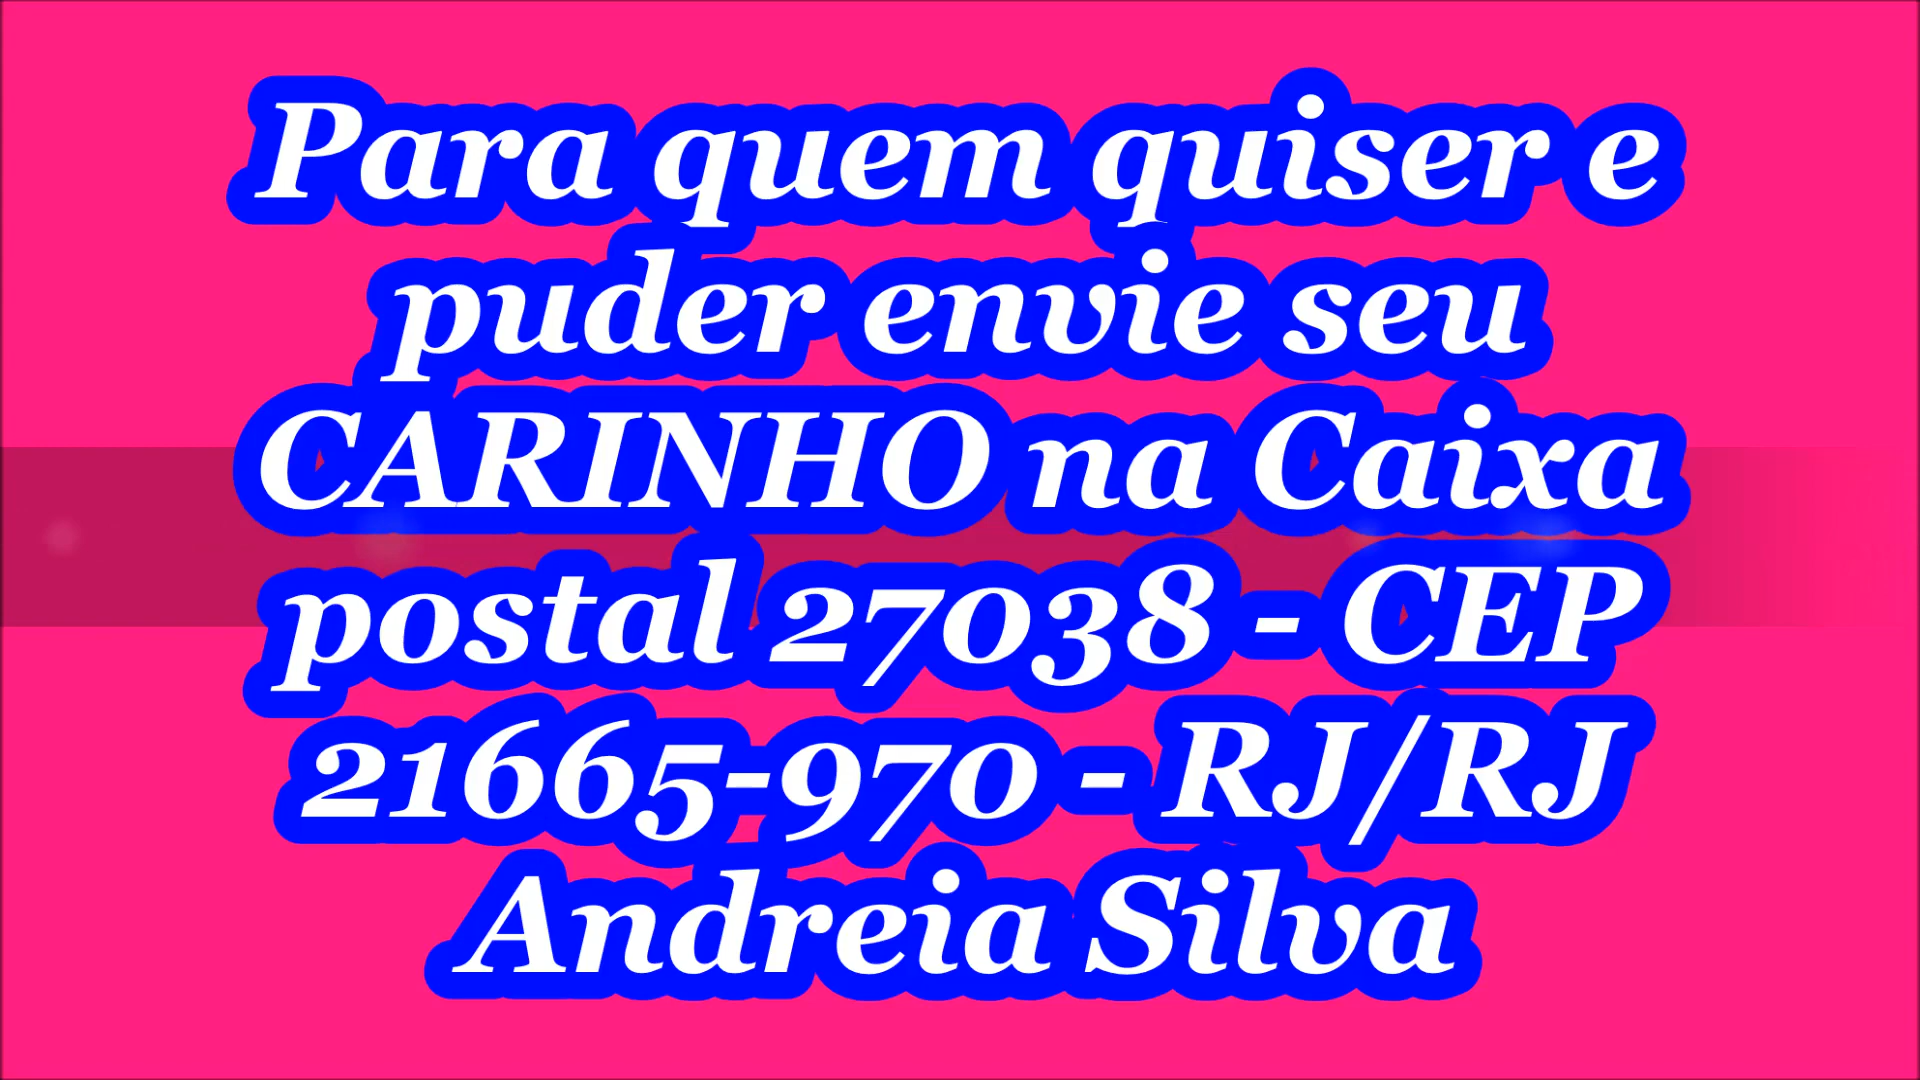 Para quem quiser e
puder envie seu
CARINHO na Caixa
postal 27038 - CEP
21665-970 - RJ/RJ
Andreia Silva